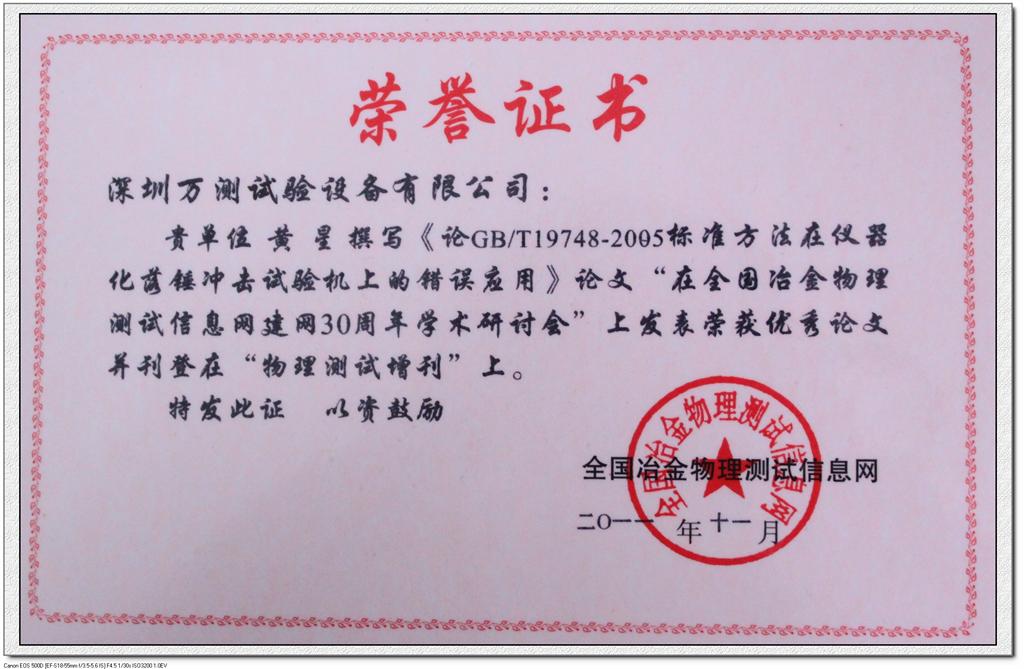 荣誉证书
深圳万测试验设备有限公司：
贵单位 黄 星 撰写《论GB/T19748-2005标准方法在仪器
化落锤冲击试验机上的错误应用》论文“在全国冶金物理
测试信息网建网30周年学术研讨会”上发表荣获优秀论文
并刊登在“物理测试增刊”上。
特发此证 以资鼓励
全国冶金物理测试信息网
全国冶金物理测试信息网
二〇一一 年 十一 月
Canon EOS 500D [EF-S18-55mm f/3.5-5.6 IS] F4.5 1/30s ISO3200 1.0EV